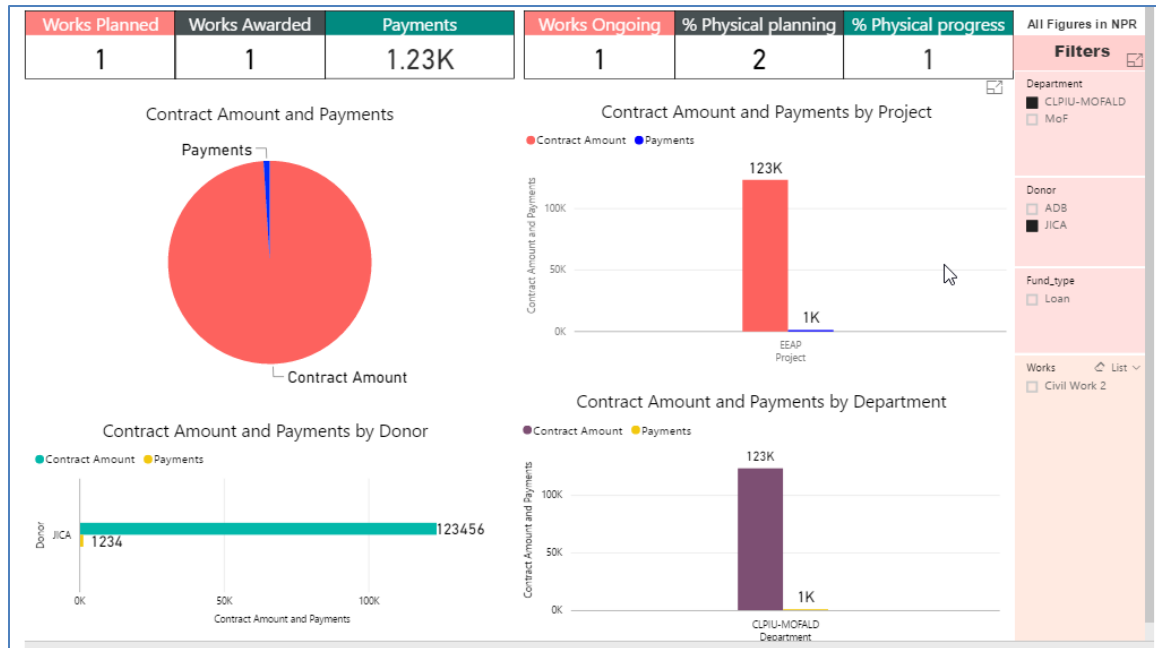 Works Planned
1
Works Awarded
1
Payments
1.23K
Works Ongoing
1
% Physical planning
2
% Physical progress
1
All Figures in NPR
Filters
Department
CLPIU-MOFALD
MoF
Donor
ADB
JICA
Fund_type
Loan
Works
List
Civil Work 2
Contract Amount and Payments
Payments
Contract Amount
Contract Amount and Payments by Project
Contract Amount
Payments
Contract Amount and Payments
100K
50K
0K
123K
1K
EEAP
Project
Contract Amount and Payments by Donor
Contract Amount
Payments
Donor
JICA
123456
1234
0K
50K
100K
Contract Amount and Payments
Contract Amount and Payments by Department
Contract Amount
Payments
Contract Amount and Payments
100K
50K
0K
123K
1K
CLPIU-MOFALD
Department